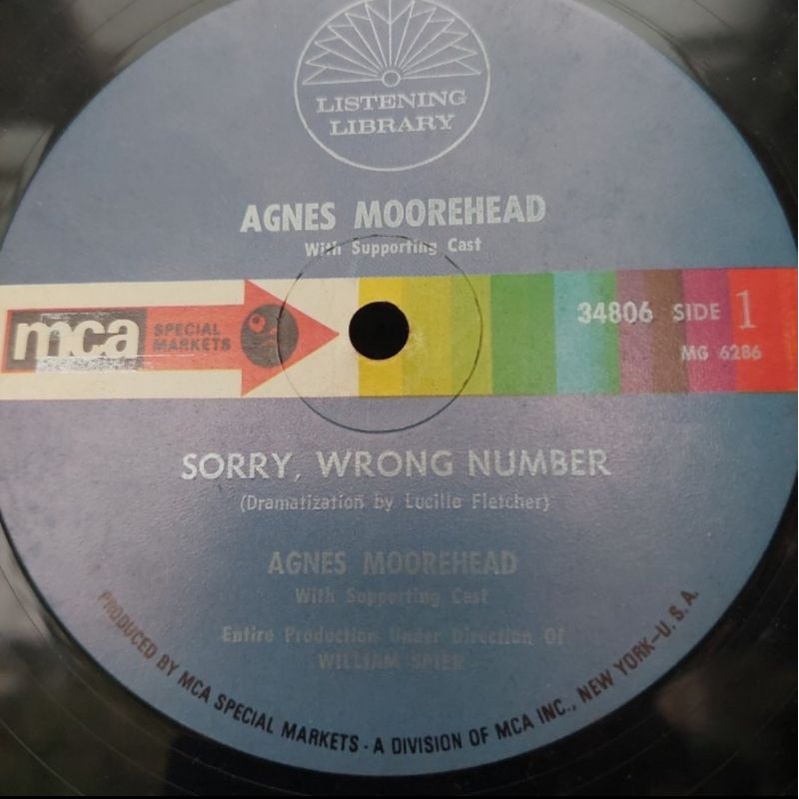 LISTENING
LIBRARY
AGNES MOOREHEAD
With Supporting Cast
mca
SPECIAL
MARKETS
34806 SIDE 1
MG 6286
SORRY, WRONG NUMBER
(Dramatization by Lucille Fletcher)
AGNES MOOREHEAD
With Supporting Cast
Entire Production Under Direction Of
WILLIAM SPIER
PRODUCED BY MCA SPECIAL MARKETS - A DIVISION OF MCA INC., NEW YORK-U.S.A.